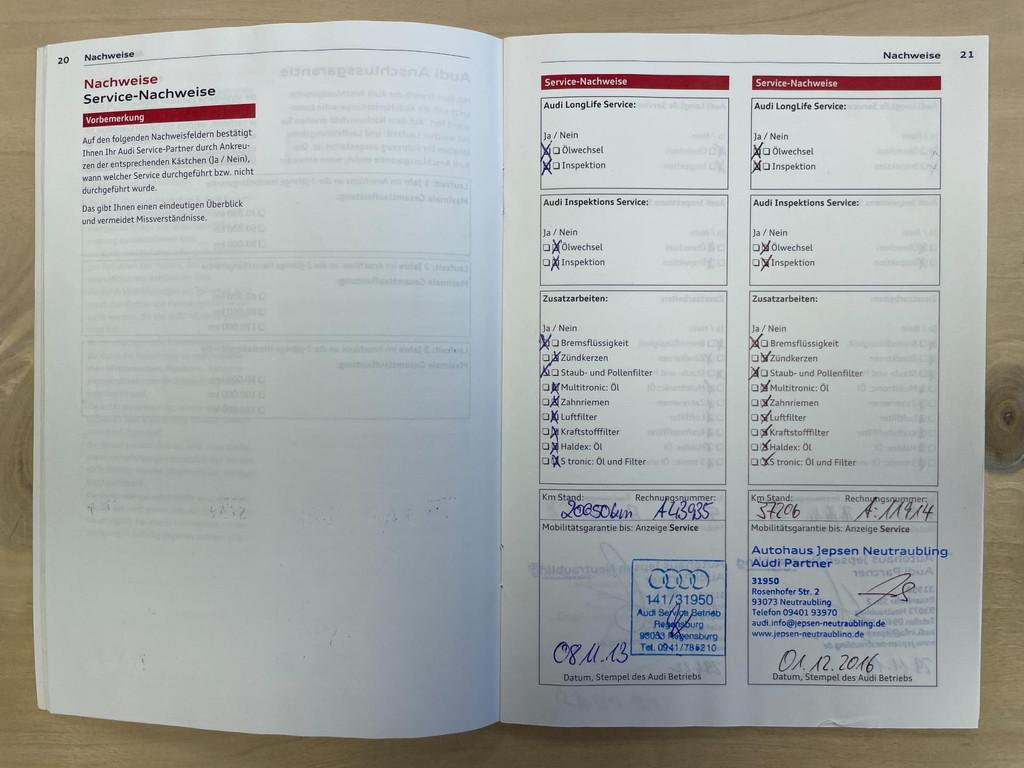 20 Nachweise
Nachweise
Service-Nachweise
Vorbemerkung
Auf den folgenden Nachweisfeldern bestätigt
Ihnen Ihr Audi Service-Partner durch Ankreu-
zen der entsprechenden Kästchen (Ja / Nein),
wann welcher Service durchgeführt bzw. nicht
durchgeführt wurde.
Das gibt Ihnen einen eindeutigen Überblick
und vermeidet Missverständnisse.
Nachweise 21
Service-Nachweise
Audi LongLife Service:
Ja / Nein
Ölwechsel
Inspektion
Audi Inspektions Service:
Ja / Nein
Ölwechsel
Inspektion
Zusatzarbeiten:
Ja / Nein
Bremsflüssigkeit
Zündkerzen
Staub- und Pollenfilter
Multitronic: Öl
Zahnriemen
Luftfilter
Kraftstofffilter
Haldex: Öl
S tronic: Öl und Filter
Km Stand: Rechnungsnummer:
20850km A43935
Mobilitätsgarantie bis: Anzeige Service
141/31950
Audi Service Betrieb
Regensburg
93053 Regensburg
Tel. 0941/785210
08.11.13
Datum, Stempel des Audi Betriebs
Service-Nachweise
Audi LongLife Service:
Ja / Nein
Ölwechsel
Inspektion
Audi Inspektions Service:
Ja / Nein
Ölwechsel
Inspektion
Zusatzarbeiten:
Ja / Nein
Bremsflüssigkeit
Zündkerzen
Staub- und Pollenfilter
Multitronic: Öl
Zahnriemen
Luftfilter
Kraftstofffilter
Haldex: Öl
S tronic: Öl und Filter
Km Stand: Rechnungsnummer:
37206 A: 11914
Mobilitätsgarantie bis: Anzeige Service
Autohaus Jepsen Neutraubling
Audi Partner
31950
Rosenhofer Str. 2
93073 Neutraubling
Telefon 09401 93970
audi.info@jepsen-neutraubling.de
www.jepsen-neutraubling.de
01.12.2016
Datum, Stempel des Audi Betriebs